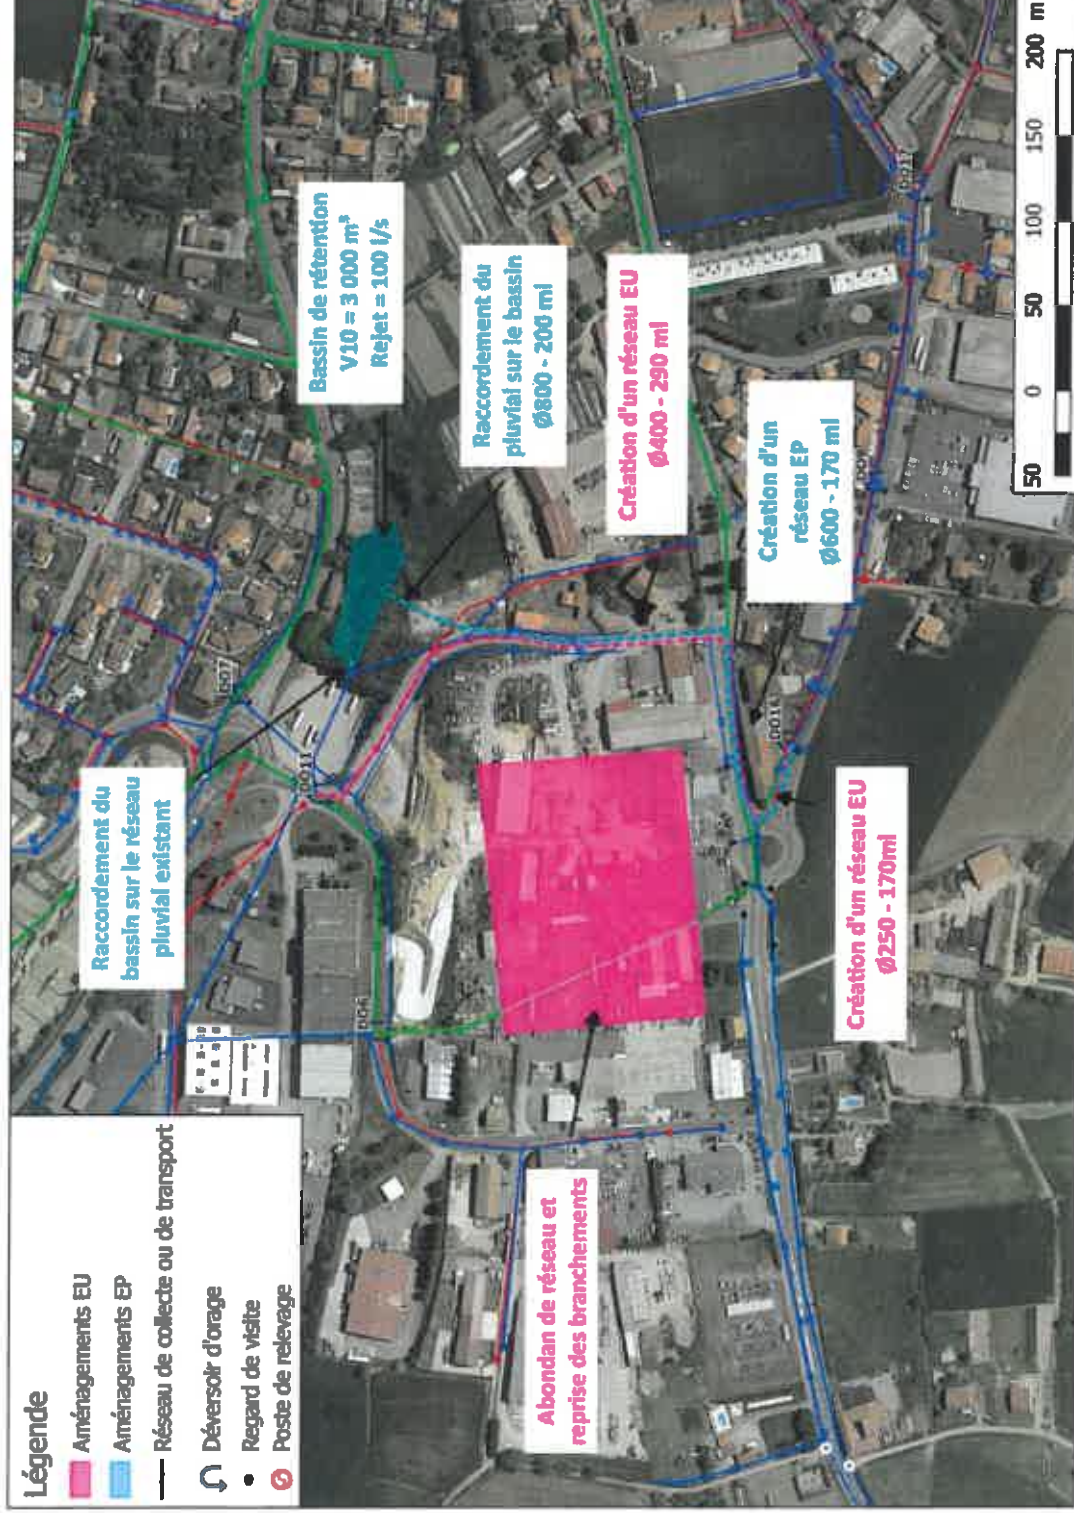 Légende
Aménagements EU
Aménagements EP
Réseau de collecte ou de transport
Déversoir d'orage
Regard de visite
Poste de relevage
Raccordement du
bassin sur le réseau
pluvial existant
Bassin de rétention
V10 = 3 000 m³
Rejet = 100 l/s
Raccordement du
pluvial sur le bassin
Ø800 - 200 ml
Création d'un réseau EU
Ø400 - 290 ml
Création d'un
réseau EP
Ø600 - 170 ml
Création d'un réseau EU
Ø250 - 170ml
Abondan de réseau et
reprise des branchements
DO11
50 0 50 100 150 200 m